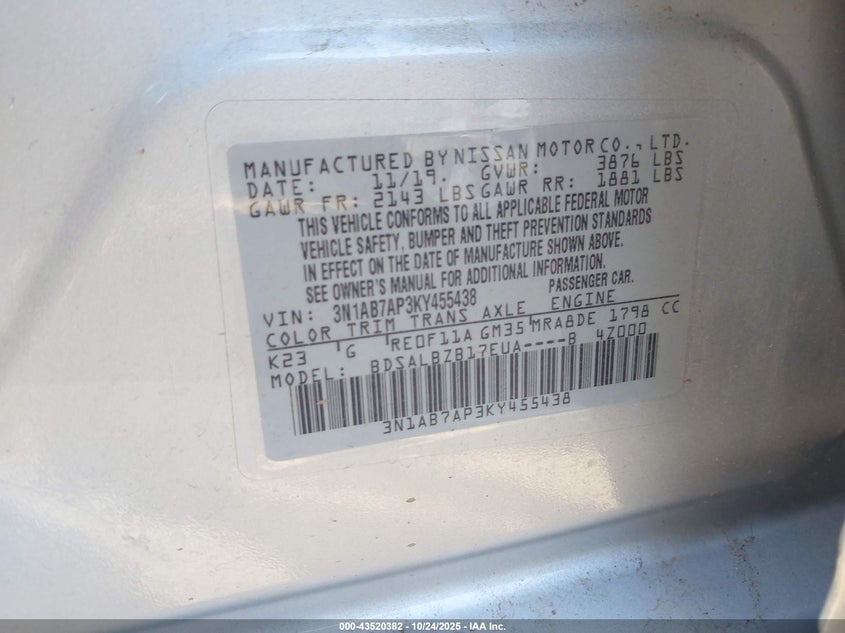 MANUFACTURED BY NISSAN MOTOR CO., LTD.
DATE: 11/19. GVWR: 3876 LBS
GAWR FR: 2143 LBS GAWR RR: 1881 LBS
THIS VEHICLE CONFORMS TO ALL APPLICABLE FEDERAL MOTOR
VEHICLE SAFETY, BUMPER AND THEFT PREVENTION STANDARDS
IN EFFECT ON THE DATE OF MANUFACTURE SHOWN ABOVE.
SEE OWNER'S MANUAL FOR ADDITIONAL INFORMATION.
VIN: 3N1AB7AP3KY455438 PASSENGER CAR.
COLOR TRIM TRANS AXLE ENGINE
K23 G RE0F11A GM35 MRA8DE 1798 CC
MODEL: BDSALBZB17EUA----B 4Z000
3N1AB7AP3KY455438
000-43520382 - 10/24/2025 - IAA Inc.